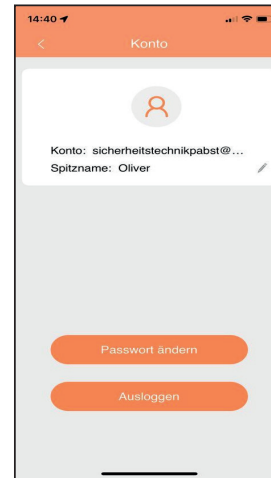 14:40
Konto
Konto: sicherheitstechnikpabst@...
Spitzname: Oliver
Passwort ändern
Ausloggen